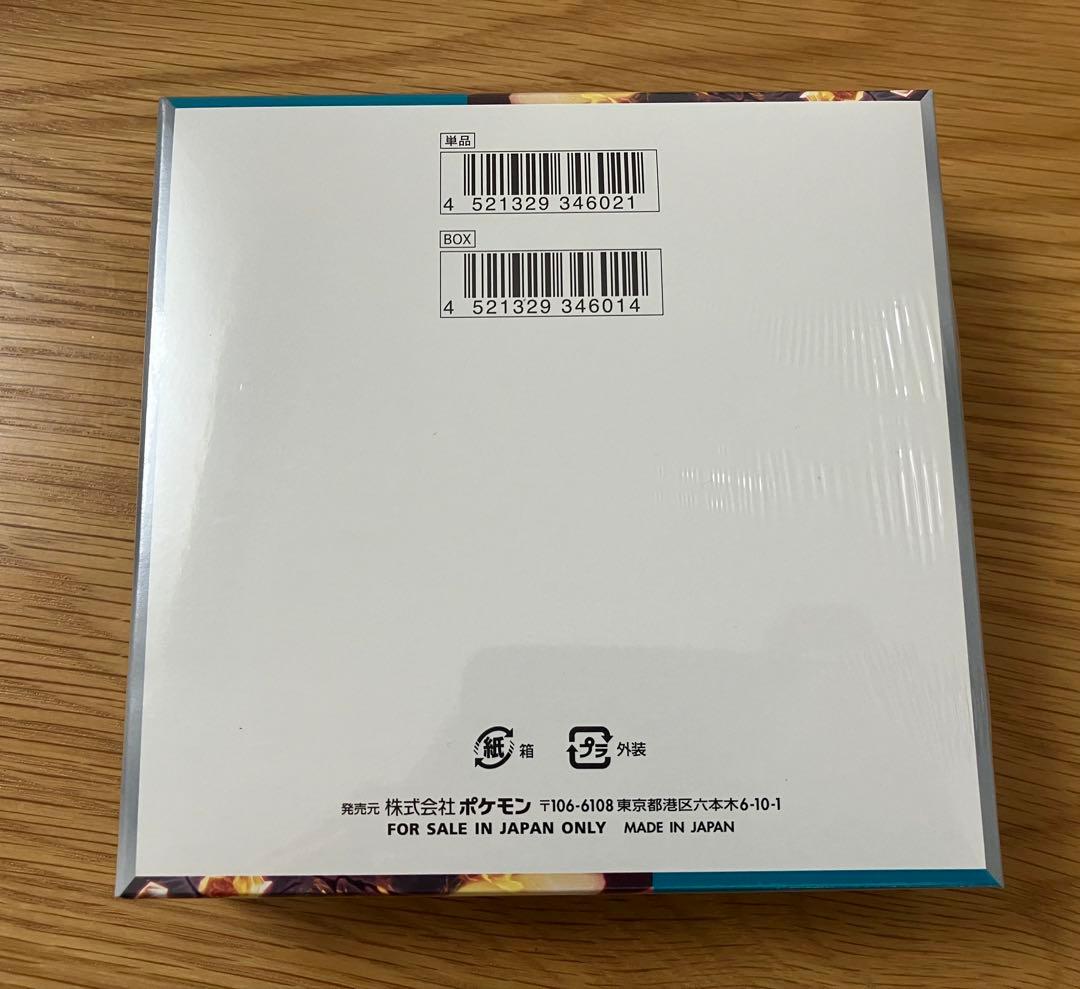 単品
4 521329 346021
BOX
4 521329 346014
紙 箱 プラ 外装
発売元 株式会社 ポケモン 〒106-6108 東京都港区六本木6-10-1
FOR SALE IN JAPAN ONLY MADE IN JAPAN